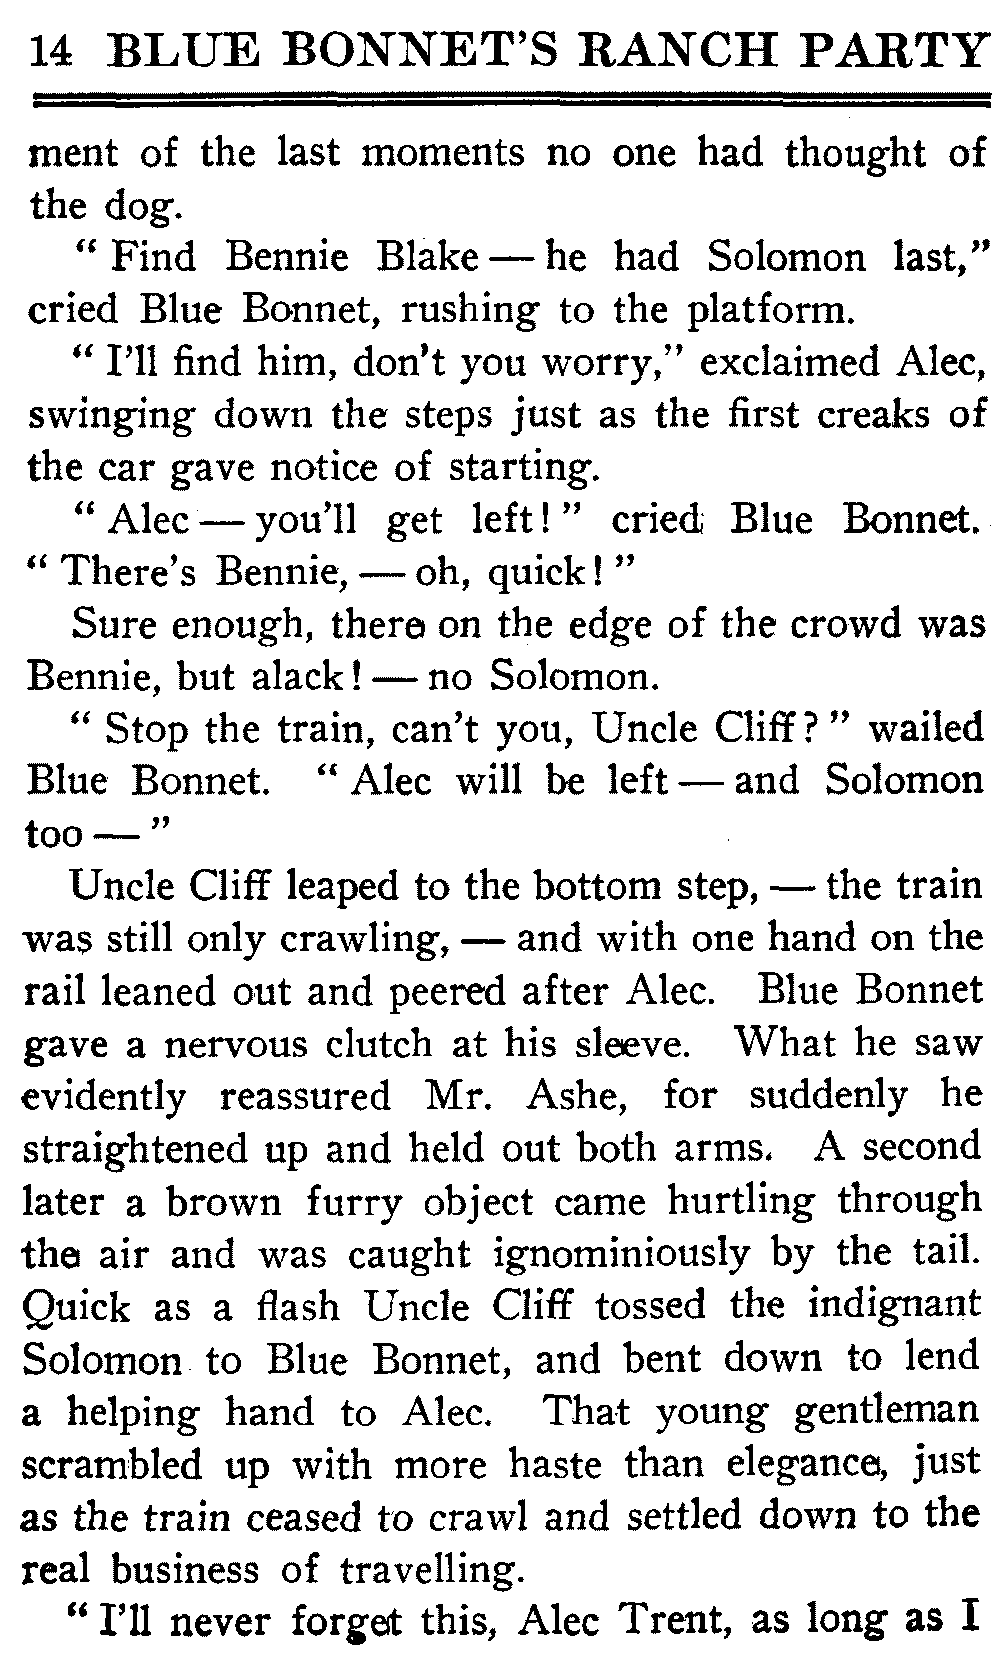 14 BLUE BONNET'S RANCH PARTY
ment of the last moments no one had thought of
the dog.
" Find Bennie Blake — he had Solomon last,"
cried Blue Bonnet, rushing to the platform.
" I'll find him, don't you worry," exclaimed Alec,
swinging down the steps just as the first creaks of
the car gave notice of starting.
" Alec — you'll get left! " cried Blue Bonnet.
" There's Bennie, — oh, quick! "
Sure enough, there on the edge of the crowd was
Bennie, but alack! — no Solomon.
" Stop the train, can't you, Uncle Cliff? " wailed
Blue Bonnet. " Alec will be left — and Solomon
too — "
Uncle Cliff leaped to the bottom step, — the train
was still only crawling, — and with one hand on the
rail leaned out and peered after Alec. Blue Bonnet
gave a nervous clutch at his sleeve. What he saw
evidently reassured Mr. Ashe, for suddenly he
straightened up and held out both arms. A second
later a brown furry object came hurtling through
the air and was caught ignominiously by the tail.
Quick as a flash Uncle Cliff tossed the indignant
Solomon to Blue Bonnet, and bent down to lend
a helping hand to Alec. That young gentleman
scrambled up with more haste than elegance, just
as the train ceased to crawl and settled down to the
real business of travelling.
" I'll never forget this, Alec Trent, as long as I